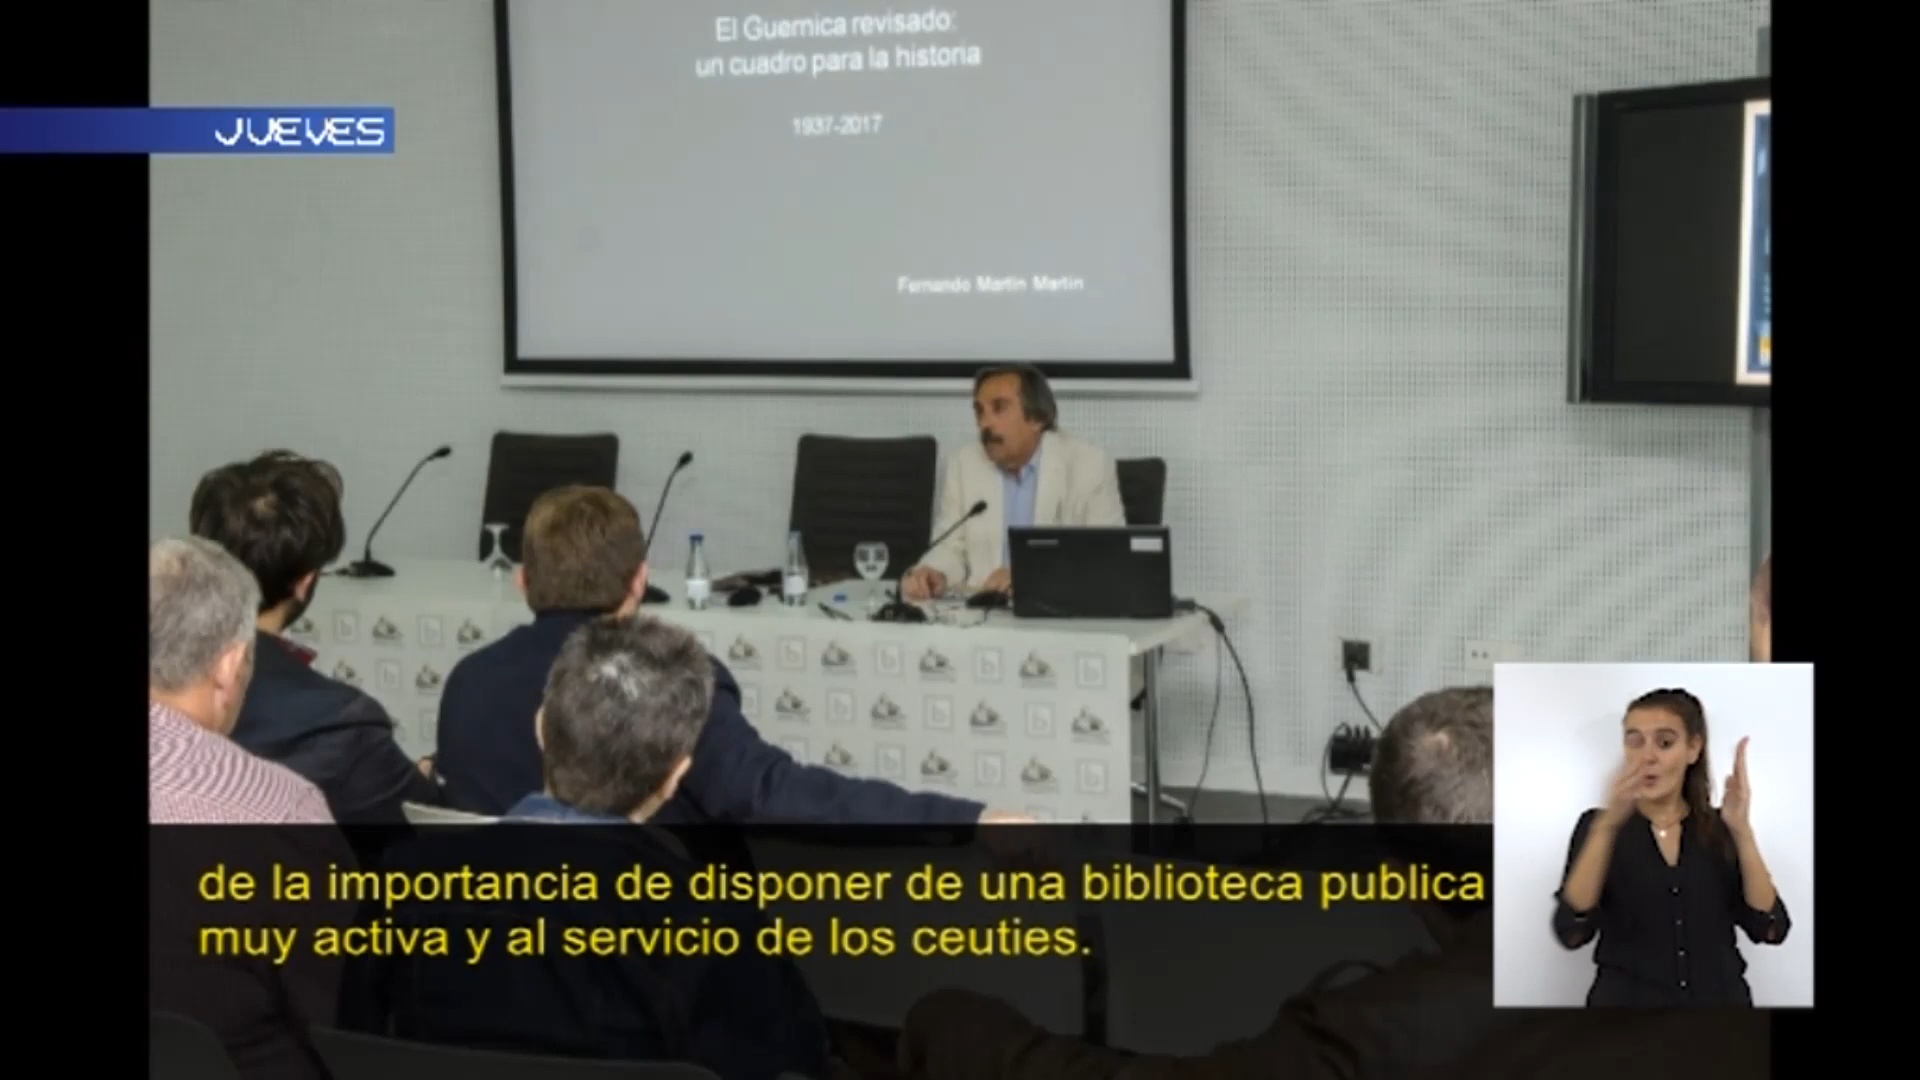 El Guernica revisado:
un cuadro para la historia
1937-2017
JUEVES
Fernando Martín Martín
de la importancia de disponer de una biblioteca publica
muy activa y al servicio de los ceuties.